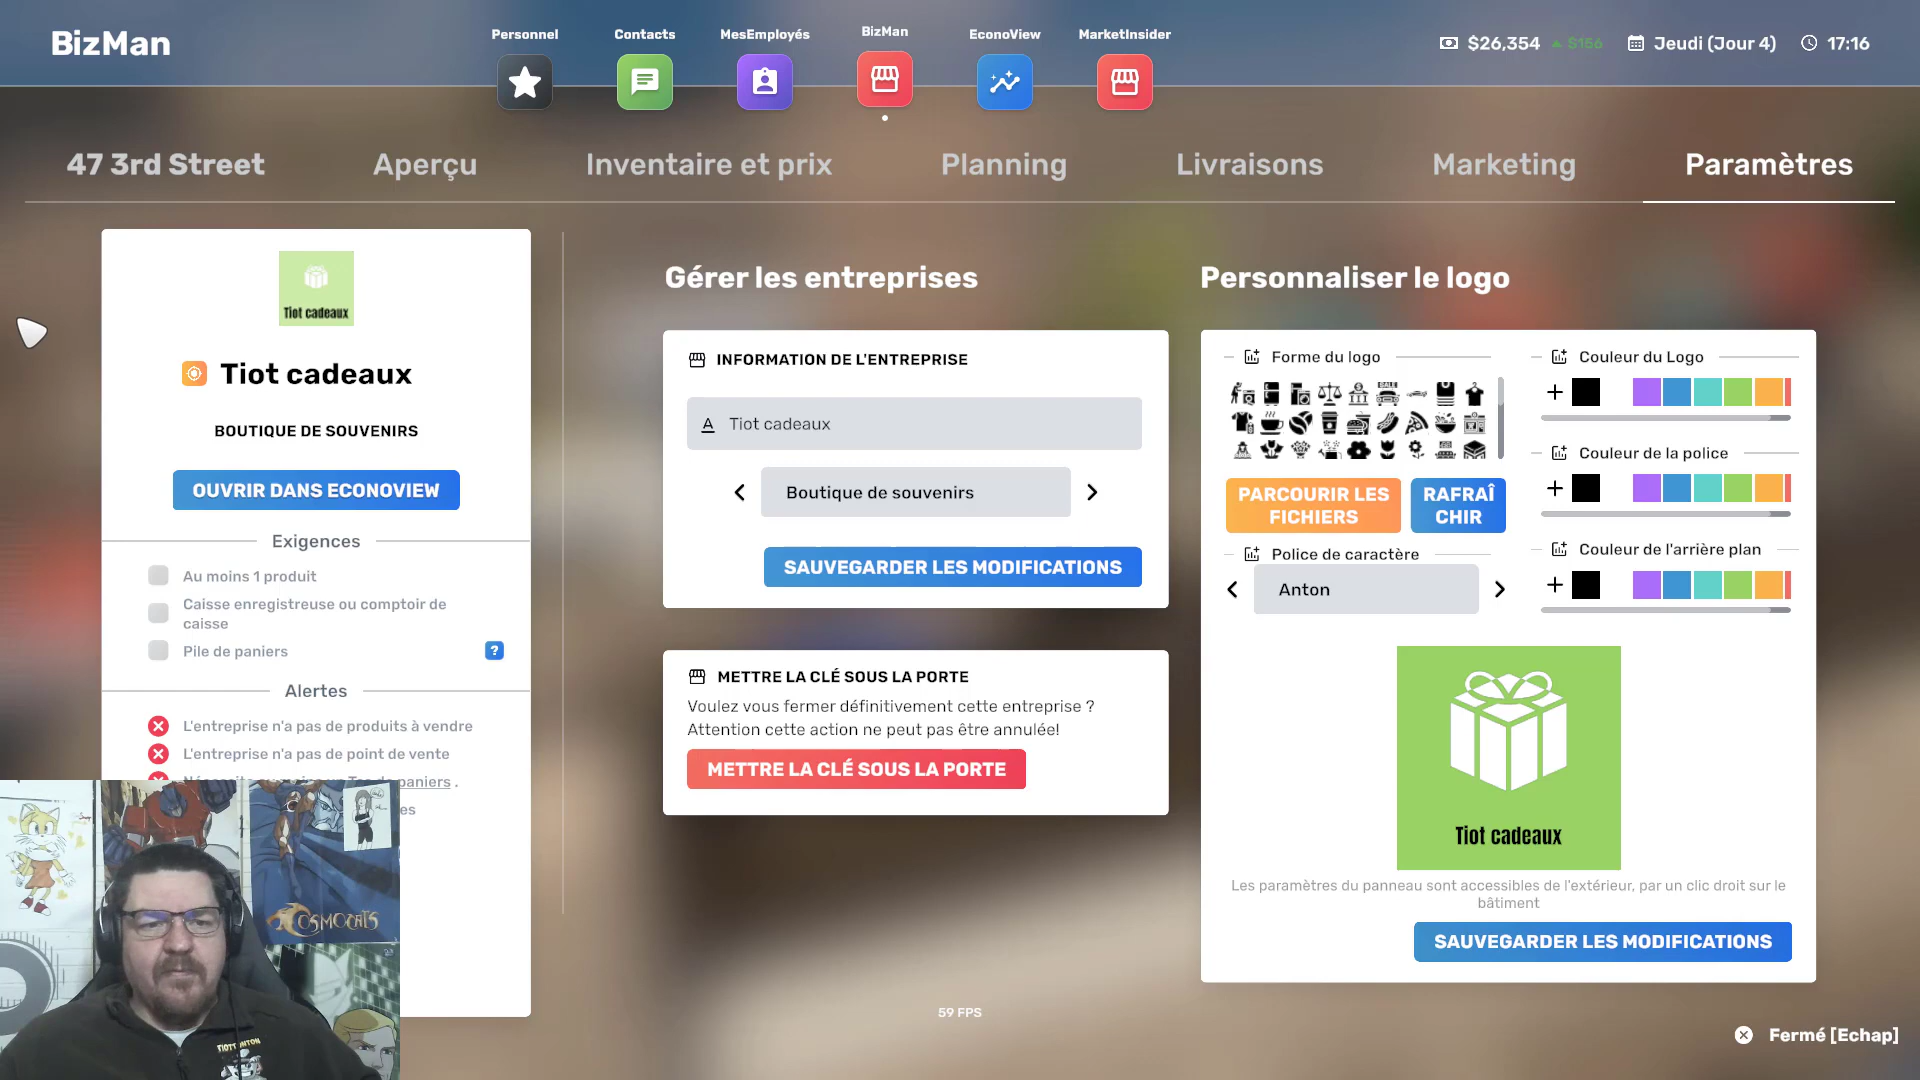 BizMan
Personnel
Contacts
MesEmployés
BizMan
EconoView
MarketInsider
$26,354
$156
Jeudi (Jour 4)
17:16
47 3rd Street
Aperçu
Inventaire et prix
Planning
Livraisons
Marketing
Paramètres
Tiot cadeaux
Tiot cadeaux
BOUTIQUE DE SOUVENIRS
OUVRIR DANS ECONOVIEW
Exigences
Au moins 1 produit
Caisse enregistreuse ou comptoir de
caisse
Pile de paniers
?
Alertes
L'entreprise n'a pas de produits à vendre
L'entreprise n'a pas de point de vente
paniers .
es
COSMOCATS
Gérer les entreprises
INFORMATION DE L'ENTREPRISE
Tiot cadeaux
Boutique de souvenirs
SAUVEGARDER LES MODIFICATIONS
METTRE LA CLÉ SOUS LA PORTE
Voulez vous fermer définitivement cette entreprise ?
Attention cette action ne peut pas être annulée!
METTRE LA CLÉ SOUS LA PORTE
59 FPS
Personnaliser le logo
Forme du logo
PARCOURIR LES
FICHIERS
RAFRAÎ
CHIR
Police de caractère
Anton
Couleur du Logo
Couleur de la police
Couleur de l'arrière plan
Tiot cadeaux
Les paramètres du panneau sont accessibles de l'extérieur, par un clic droit sur le
bâtiment
SAUVEGARDER LES MODIFICATIONS
Fermé [Echap]